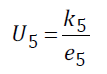 U₅ = k₅ / e₅